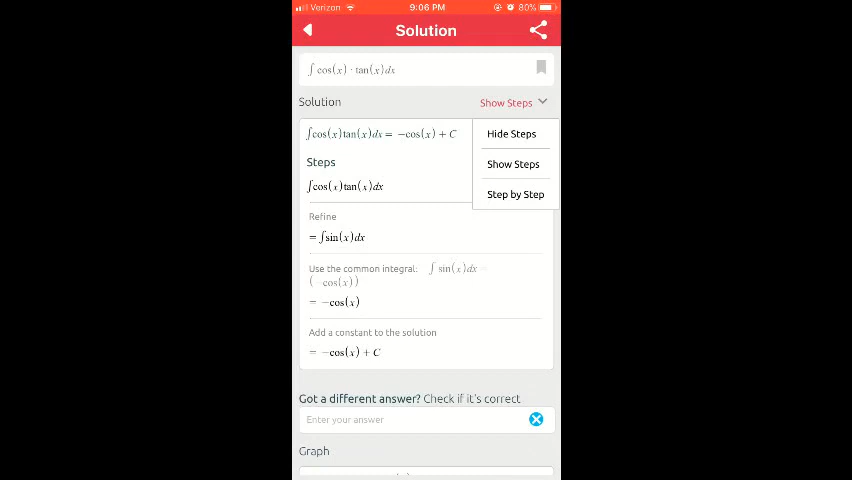 Verizon 9:06 PM 80%
Solution
∫ cos(x) · tan(x)dx
Solution Show Steps
∫cos(x)tan(x)dx = −cos(x) + C
Hide Steps
Show Steps
Step by Step
Steps
∫cos(x)tan(x)dx
Refine
= ∫sin(x)dx
Use the common integral: ∫ sin(x)dx =
(−cos(x))
= −cos(x)
Add a constant to the solution
= −cos(x) + C
Got a different answer? Check if it's correct
Enter your answer
Graph